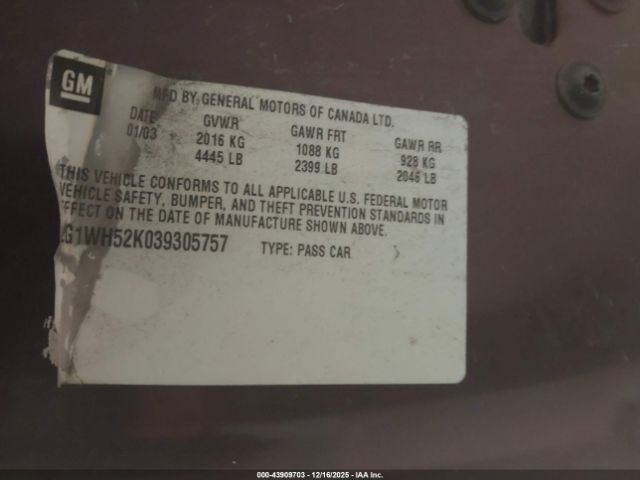 GM
MFD BY GENERAL MOTORS OF CANADA LTD.
DATE GVWR GAWR FRT GAWR RR
01/03 2016 KG 1088 KG 928 KG
4445 LB 2399 LB 2046 LB
THIS VEHICLE CONFORMS TO ALL APPLICABLE U.S. FEDERAL MOTOR
VEHICLE SAFETY, BUMPER, AND THEFT PREVENTION STANDARDS IN
EFFECT ON THE DATE OF MANUFACTURE SHOWN ABOVE.
2G1WH52K039305757 TYPE: PASS CAR
000-43909703 - 12/16/2025 - IAA Inc.